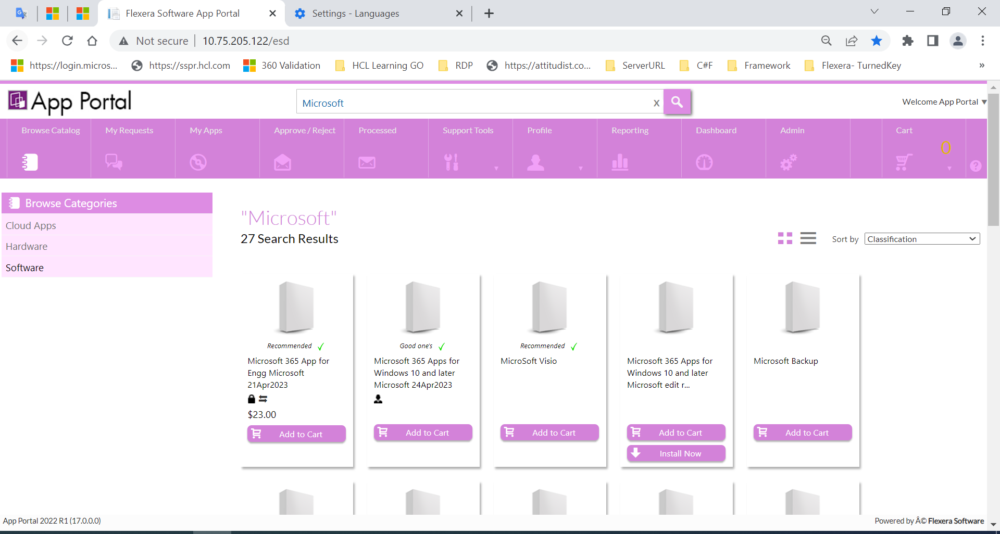 Flexera Software App Portal
Settings - Languages
Not secure
10.75.205.122/esd
https://login.micros...
https://sspr.hcl.com
360 Validation
HCL Learning GO
RDP
https://attitudist.co...
ServerURL
C#F
Framework
Flexera- TurnedKey
»
App Portal
Microsoft
x
Welcome App Portal
Browse Catalog
My Requests
My Apps
Approve / Reject
Processed
Support Tools
Profile
Reporting
Dashboard
Admin
Cart
0
?
Browse Categories
Cloud Apps
Hardware
Software
"Microsoft"
27 Search Results
Sort by
Classification
Recommended
Microsoft 365 App for
Engg Microsoft
21Apr2023
$23.00
Add to Cart
Good one's
Microsoft 365 Apps for
Windows 10 and later
Microsoft 24Apr2023
Add to Cart
Recommended
MicroSoft Visio
Add to Cart
Microsoft 365 Apps for
Windows 10 and later
Microsoft edit r...
Add to Cart
Install Now
Microsoft Backup
Add to Cart
App Portal 2022 R1 (17.0.0.0)
Powered by Â© Flexera Software